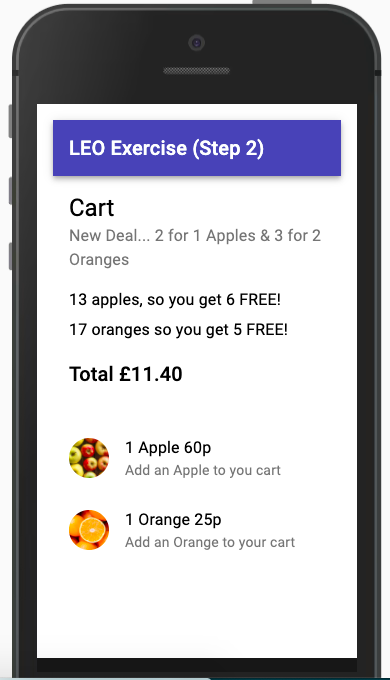 LEO Exercise (Step 2)
Cart
New Deal... 2 for 1 Apples & 3 for 2
Oranges
13 apples, so you get 6 FREE!
17 oranges so you get 5 FREE!
Total £11.40
1 Apple 60p
Add an Apple to you cart
1 Orange 25p
Add an Orange to your cart